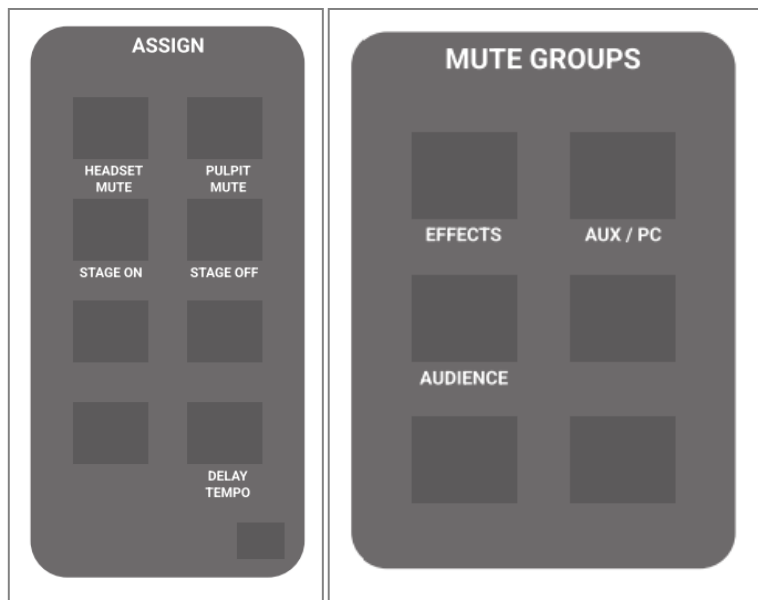 ASSIGN
HEADSET
MUTE
PULPIT
MUTE
STAGE ON
STAGE OFF
DELAY
TEMPO
MUTE GROUPS
EFFECTS
AUX / PC
AUDIENCE